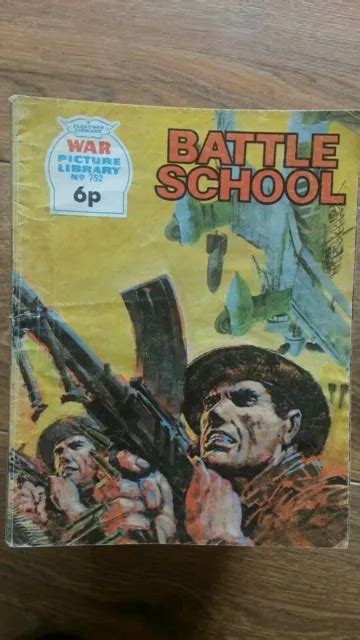 FLEETWAY LIBRARY
WAR
PICTURE
LIBRARY
Nº 752
6p
BATTLE
SCHOOL